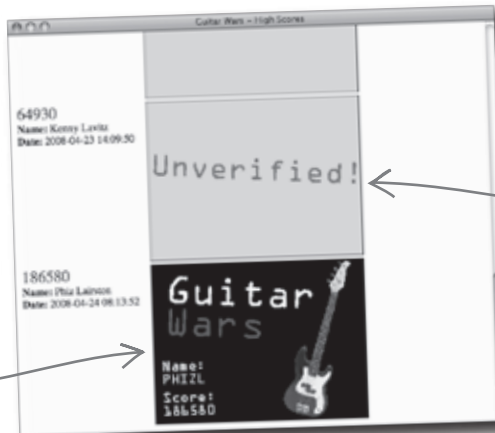 Guitar Wars - High Scores
64930
Name: Kenny Lavitz
Date: 2008-04-23 14:09:50
Unverified!
186580
Name: Phiz Lairston
Date: 2008-04-24 08:13:52
Guitar
Wars
Name:
PHIZL
Score:
186580